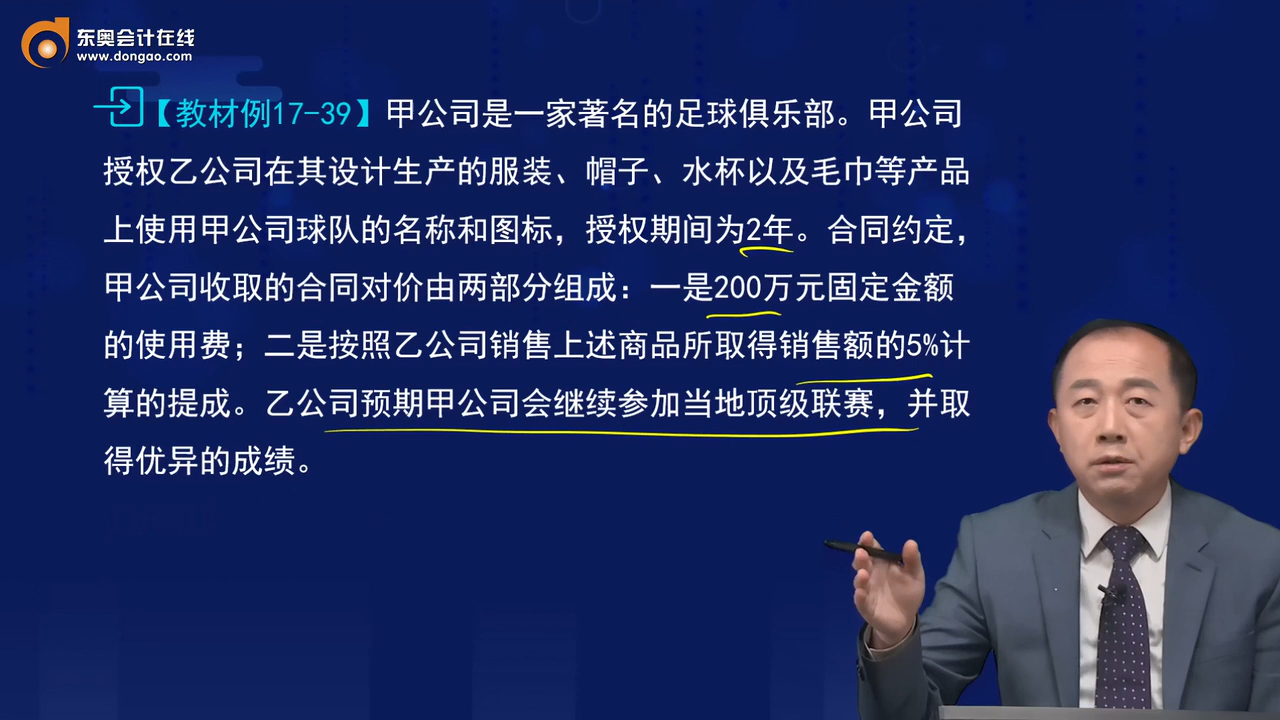 东奥会计在线
www.dongao.com
【教材例17-39】甲公司是一家著名的足球俱乐部。甲公司
授权乙公司在其设计生产的服装、帽子、水杯以及毛巾等产品
上使用甲公司球队的名称和图标，授权期间为2年。合同约定，
甲公司收取的合同对价由两部分组成：一是200万元固定金额
的使用费；二是按照乙公司销售上述商品所取得销售额的5%计
算的提成。乙公司预期甲公司会继续参加当地顶级联赛，并取
得优异的成绩。